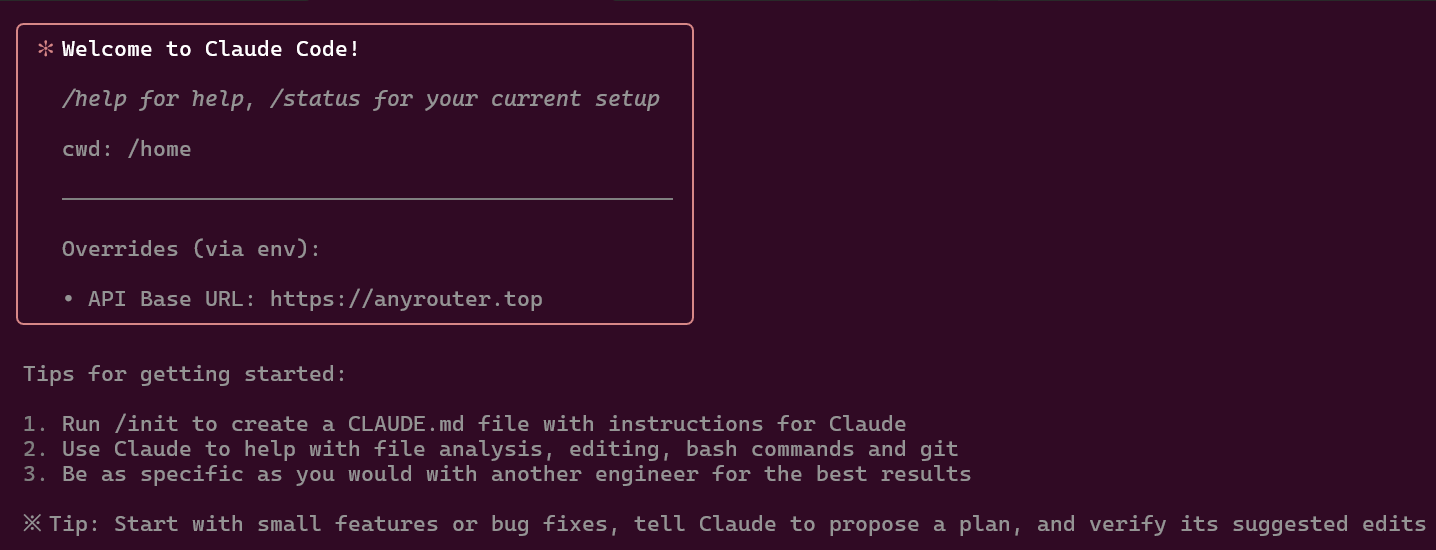 ✻ Welcome to Claude Code!
/help for help, /status for your current setup
cwd: /home
Overrides (via env):
• API Base URL: https://anyrouter.top
Tips for getting started:
1. Run /init to create a CLAUDE.md file with instructions for Claude
2. Use Claude to help with file analysis, editing, bash commands and git
3. Be as specific as you would with another engineer for the best results
※ Tip: Start with small features or bug fixes, tell Claude to propose a plan, and verify its suggested edits